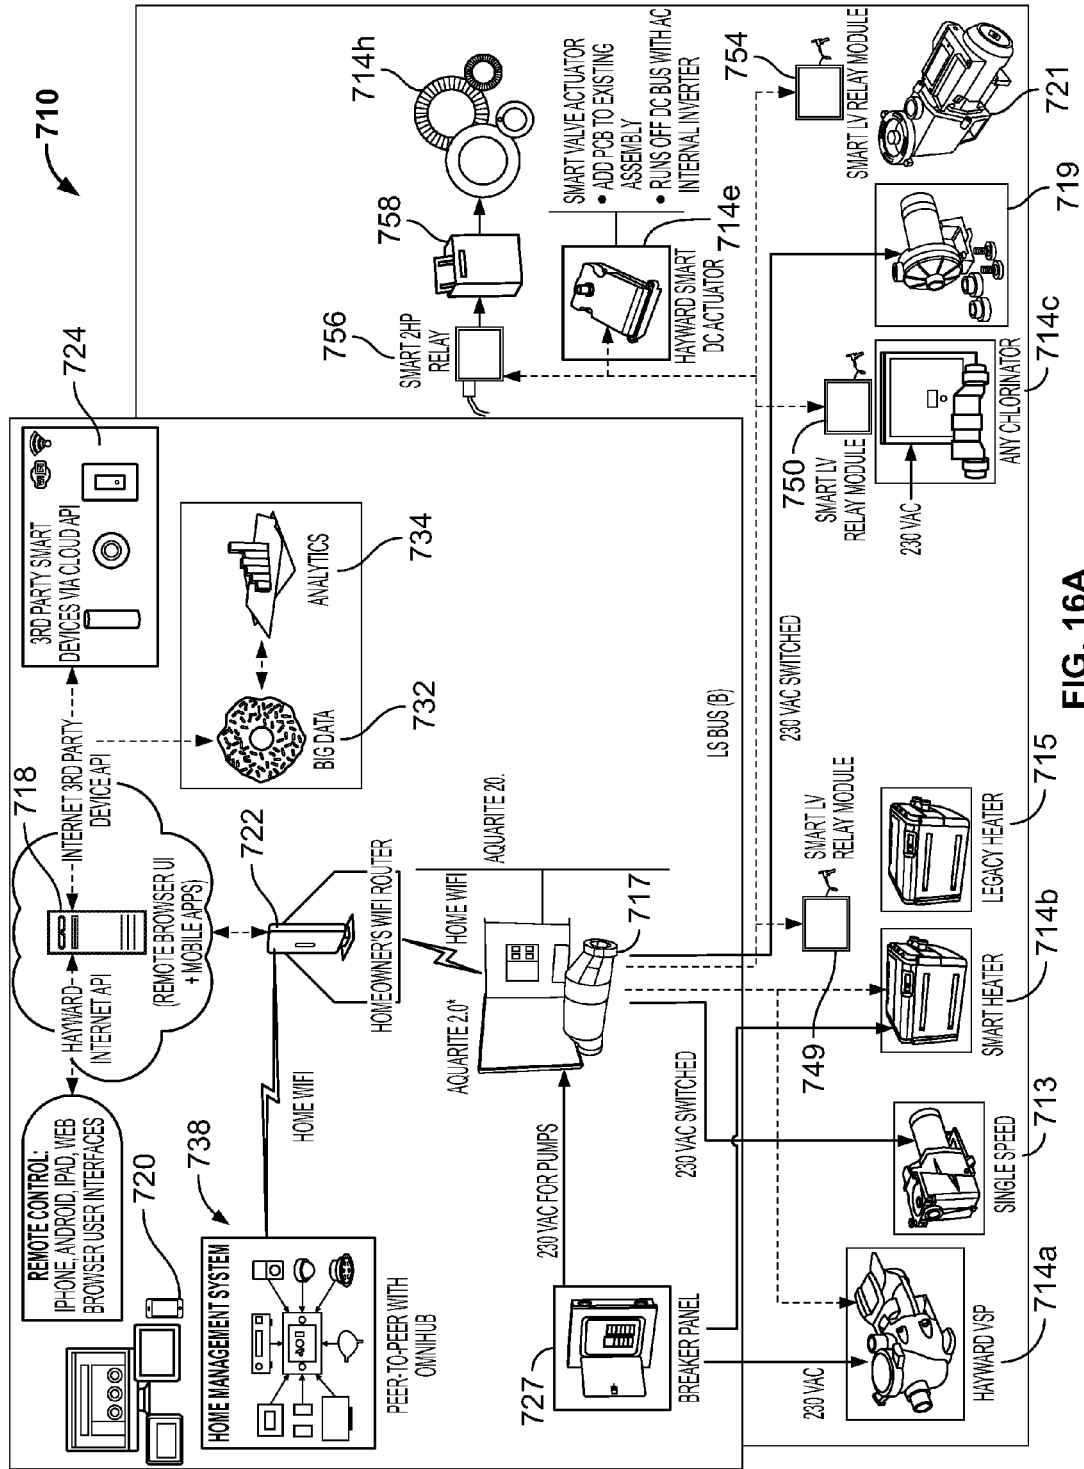 710
REMOTE CONTROL:
IPHONE, ANDROID, IPAD, WEB
BROWSER USER INTERFACES
720
HAYWARD
INTERNET API
718
INTERNET 3RD PARTY
DEVICE API
(REMOTE BROWSER UI
+ MOBILE APPS)
3RD PARTY SMART
DEVICES VIA CLOUD API
Wi Fi
724
BIG DATA
732
ANALYTICS
734
738
HOME MANAGEMENT SYSTEM
PEER-TO-PEER WITH
OMNIHUB
HOME WIFI
722
HOMEOWNER'S WIFI ROUTER
HOME WIFI
AQUARITE 2.0*
AQUARITE 20.
717
727
BREAKER PANEL
230 VAC FOR PUMPS
230 VAC SWITCHED
230 VAC
LS BUS (B)
230 VAC SWITCHED
756
SMART 2HP
RELAY
758
714h
HAYWARD SMART
DC ACTUATOR
714e
SMART VALVE ACTUATOR
• ADD PCB TO EXISTING
ASSEMBLY
• RUNS OFF DC BUS WITH AC
INTERNAL INVERTER
HAYWARD VSP
714a
SINGLE SPEED
713
749
SMART LV
RELAY MODULE
SMART HEATER
714b
LEGACY HEATER
715
750
SMART LV
RELAY MODULE
230 VAC
ANY CHLORINATOR
714c
719
754
SMART LV RELAY MODULE
721
FIG. 16A